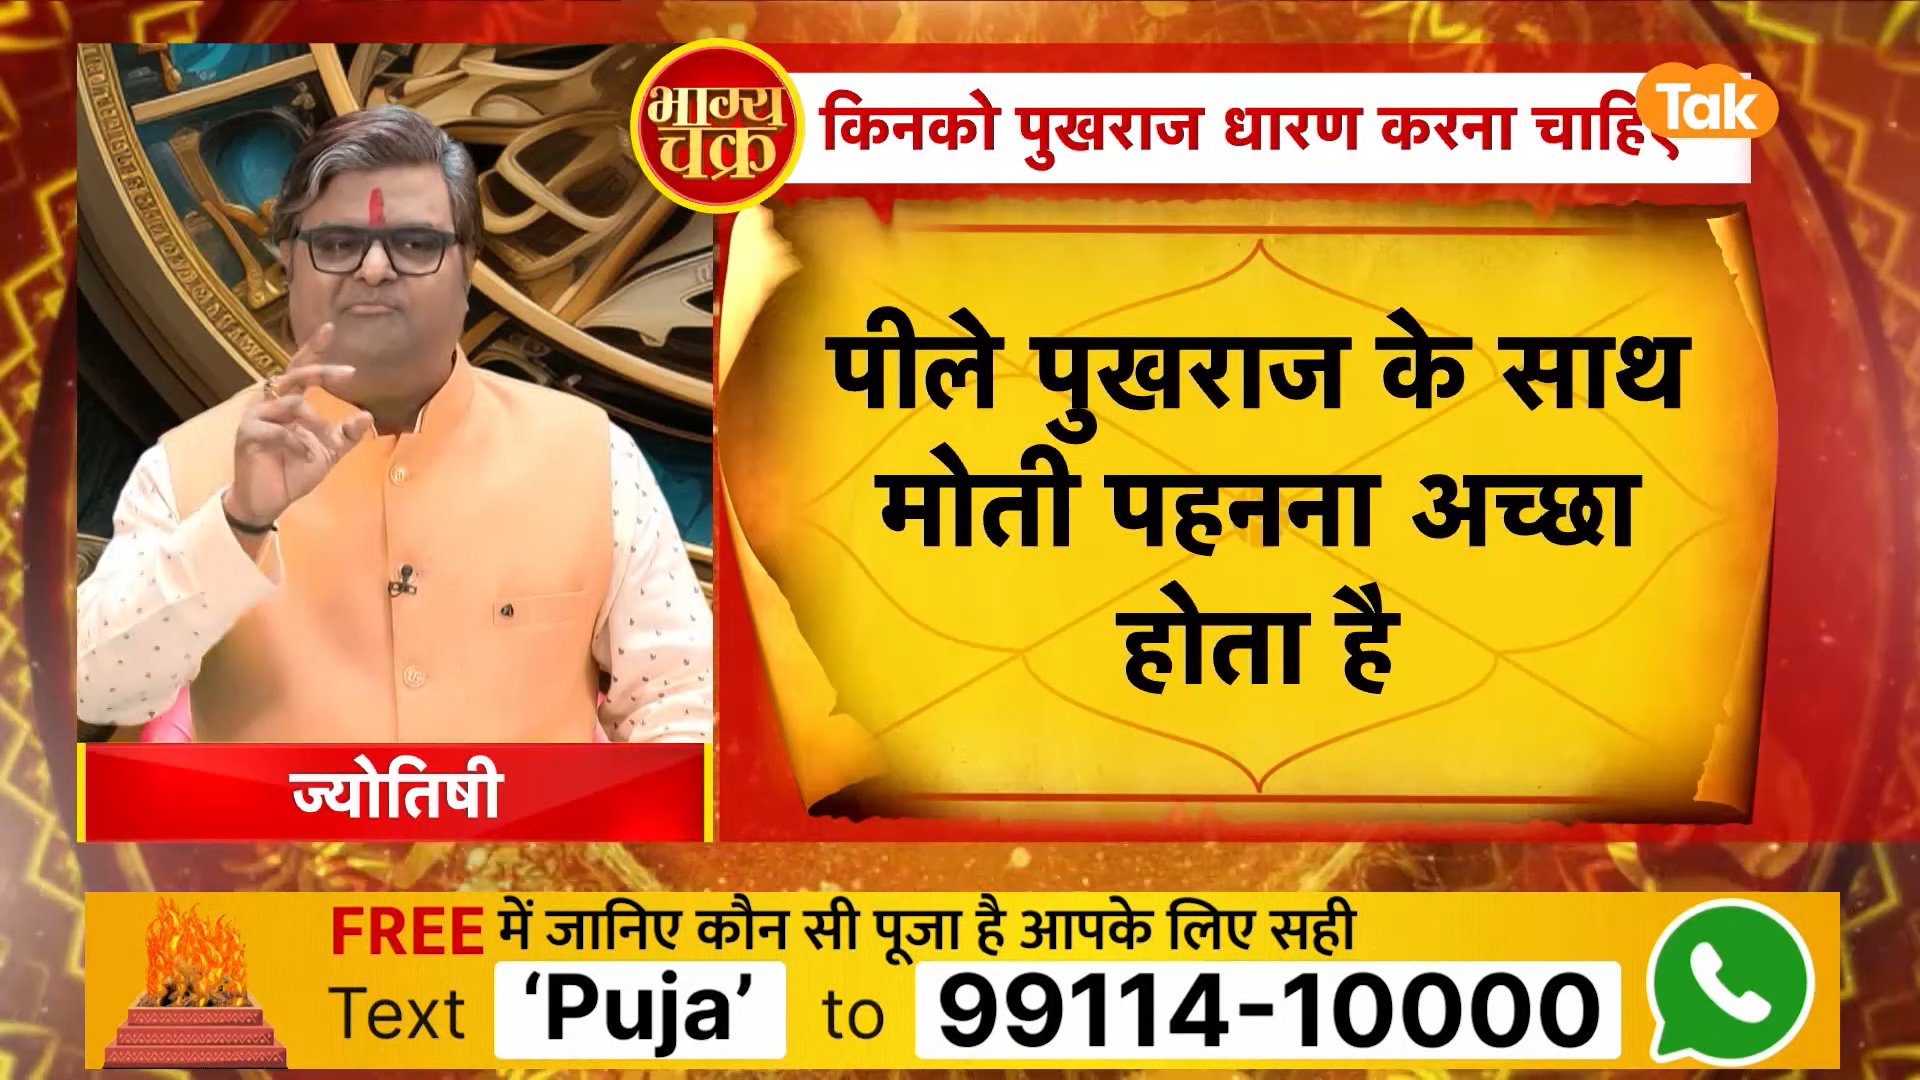 भाग्य
चक्र
किनको पुखराज धारण करना चाहिए
Tak
पीले पुखराज के साथ
मोती पहनना अच्छा
होता है
ज्योतिषी
FREE में जानिए कौन सी पूजा है आपके लिए सही
Text ‘Puja’ to 99114-10000